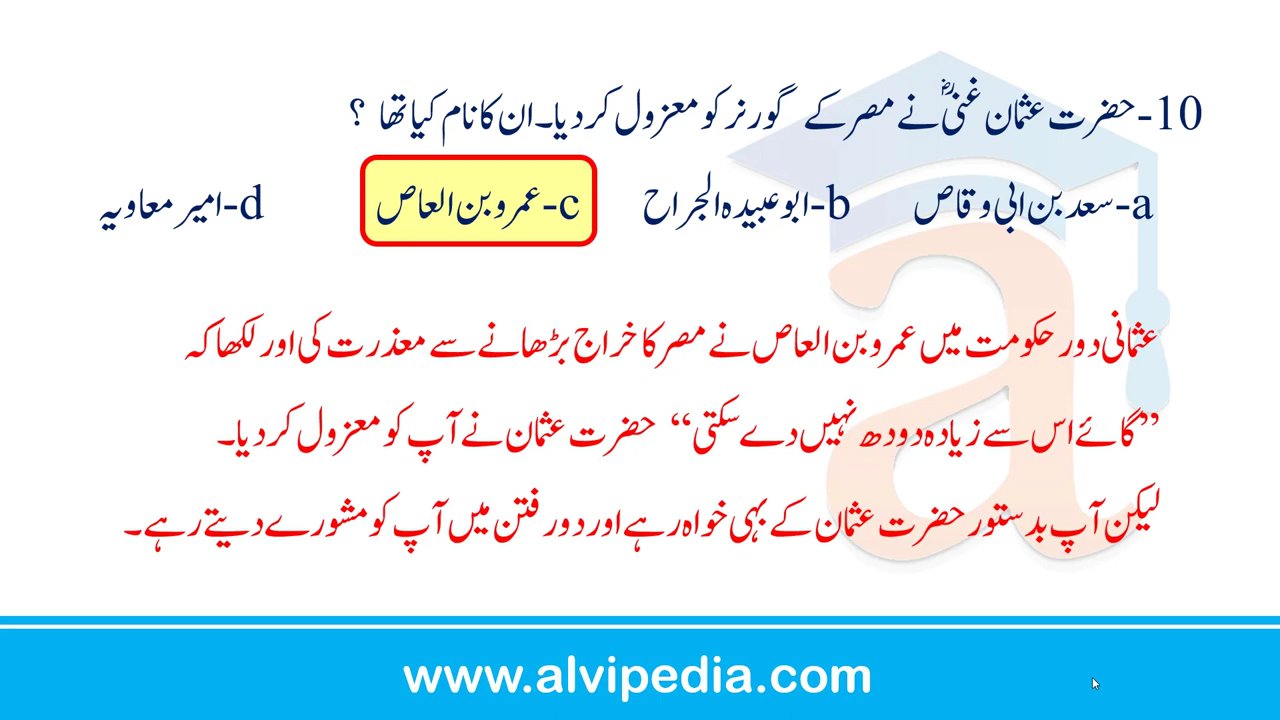 10-حضرت عثمان غنیؓ نے مصر کے گورنر کو معزول کر دیا۔ ان کا نام کیا تھا ؟
a-سعد بن ابی وقاص b-ابو عبیدہ الجراح c-عمرو بن العاص d-امیر معاویہ
عثمانی دور حکومت میں عمرو بن العاص نے مصر کا خراج بڑھانے سے معذرت کی اور لکھا کہ
”گائے اس سے زیادہ دودھ نہیں دے سکتی“ حضرت عثمان نے آپ کو معزول کر دیا۔
لیکن آپ بدستور حضرت عثمان کے بہی خواہ رہے اور دور فتن میں آپ کو مشورے دیتے رہے۔
www.alvipedia.com